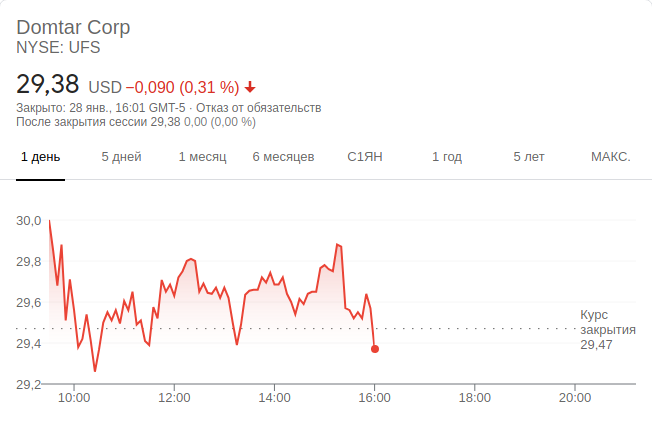 Domtar Corp
NYSE: UFS
29,38 USD −0,090 (0,31 %)
Закрыто: 28 янв., 16:01 GMT-5 · Отказ от обязательств
После закрытия сессии 29,38 0,00 (0,00 %)
1 день 5 дней 1 месяц 6 месяцев С1ЯН 1 год 5 лет МАКС.
30,0
29,8
29,6
29,4
29,2
Курс
закрытия
29,47
10:00 12:00 14:00 16:00 18:00 20:00